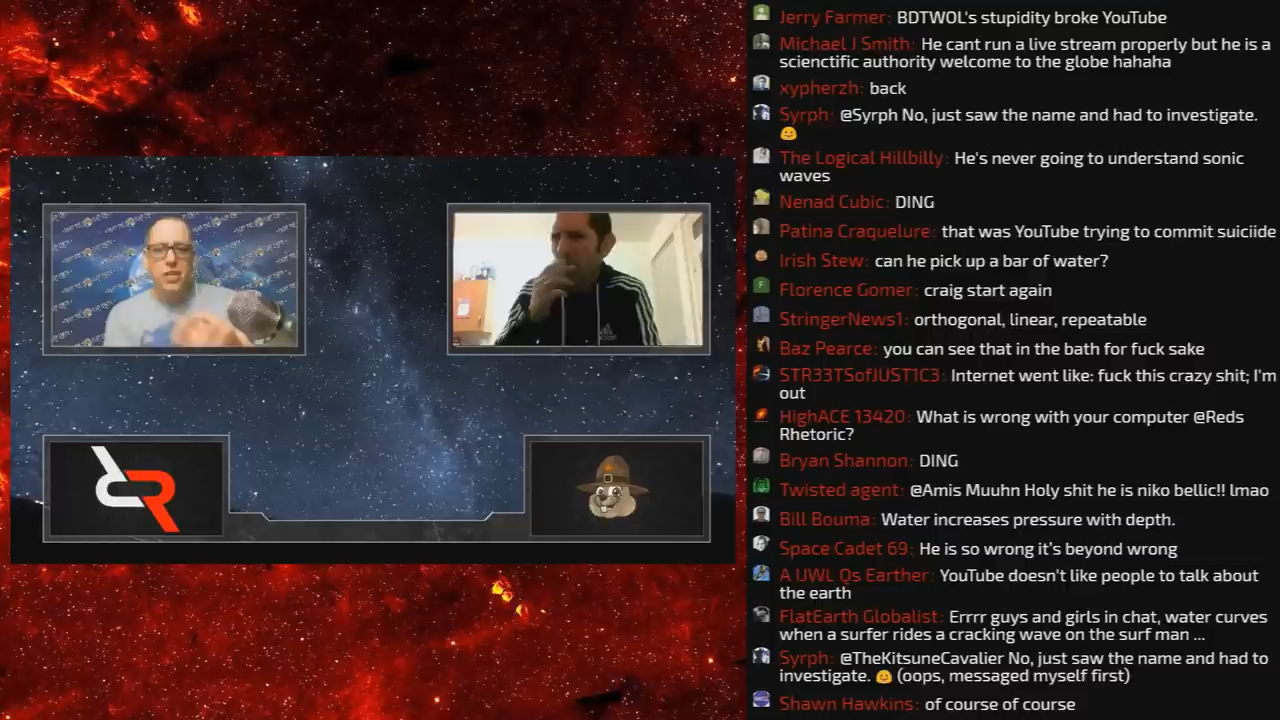 Jerry Farmer: BDTWOL's stupidity broke YouTube
Michael J Smith: He cant run a live stream properly but he is a
scienctific authority welcome to the globe hahaha
xypherzh: back
Syrph: @Syrph No, just saw the name and had to investigate.
The Logical Hillbilly: He's never going to understand sonic
waves
Nenad Cubic: DING
Patina Craquelure: that was YouTube trying to commit suiciide
Irish Stew: can he pick up a bar of water?
F
Florence Gomer: craig start again
StringerNews1: orthogonal, linear, repeatable
Baz Pearce: you can see that in the bath for fuck sake
STR33TSofJUST1C3: Internet went like: fuck this crazy shit; I'm
out
HighACE 13420: What is wrong with your computer @Reds
Rhetoric?
Bryan Shannon: DING
Twisted agent: @Amis Muuhn Holy shit he is niko bellic!! lmao
Bill Bouma: Water increases pressure with depth.
Space Cadet 69: He is so wrong it's beyond wrong
A UWL Qs Earther: YouTube doesn't like people to talk about
the earth
FlatEarth Globalist: Errrr guys and girls in chat, water curves
when a surfer rides a cracking wave on the surf man ...
Syrph: @TheKitsuneCavalier No, just saw the name and had to
investigate. (oops, messaged myself first)
Shawn Hawkins: of course of course